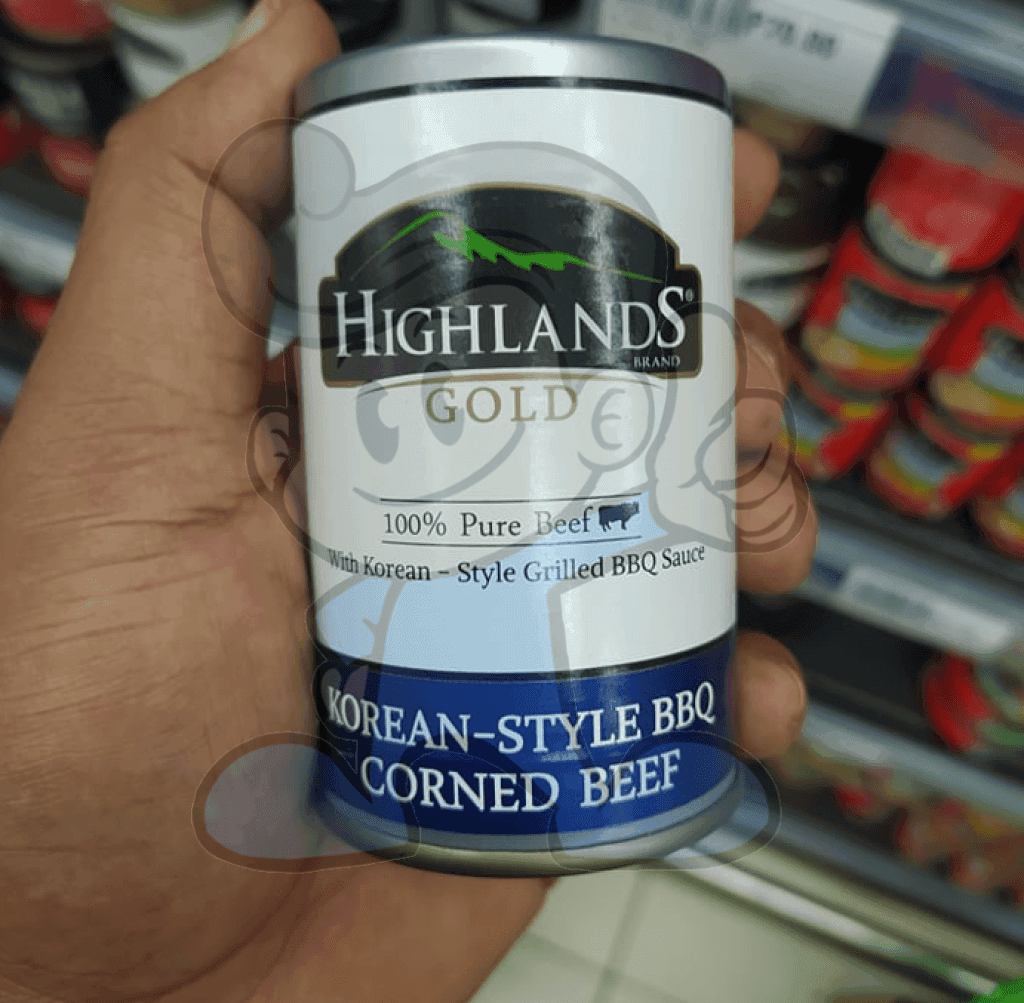 HIGHLANDS®
BRAND
GOLD
100% Pure Beef
With Korean – Style Grilled BBQ Sauce
KOREAN–STYLE BBQ
CORNED BEEF